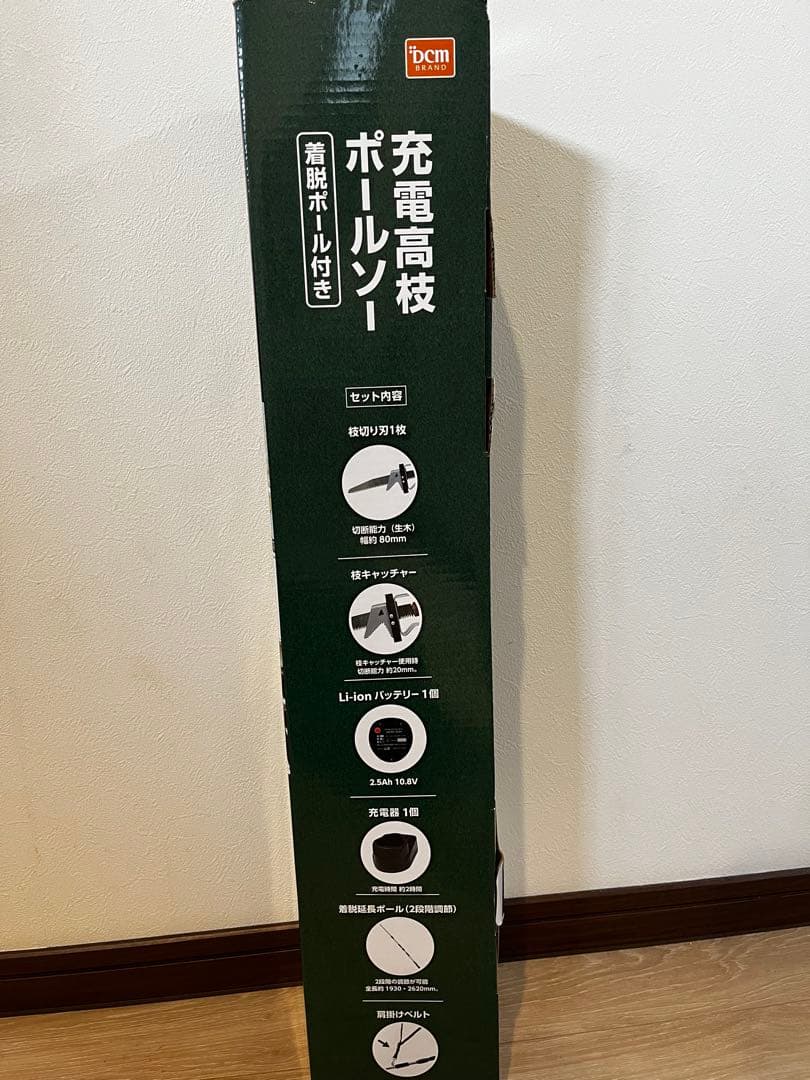 DCM
BRAND
充電高枝
ポールソー
着脱ポール付き
セット内容
枝切り刃1枚
切断能力（生木）
幅約 80mm
枝キャッチャー
枝キャッチャー使用時
切断能力 約20mm。
Li-ion バッテリー 1個
2.5Ah 10.8V
充電器 1個
充電時間 約2時間
着脱延長ポール（2段階調節）
2段階の調節が可能
全長約 1930・2620mm。
肩掛けベルト